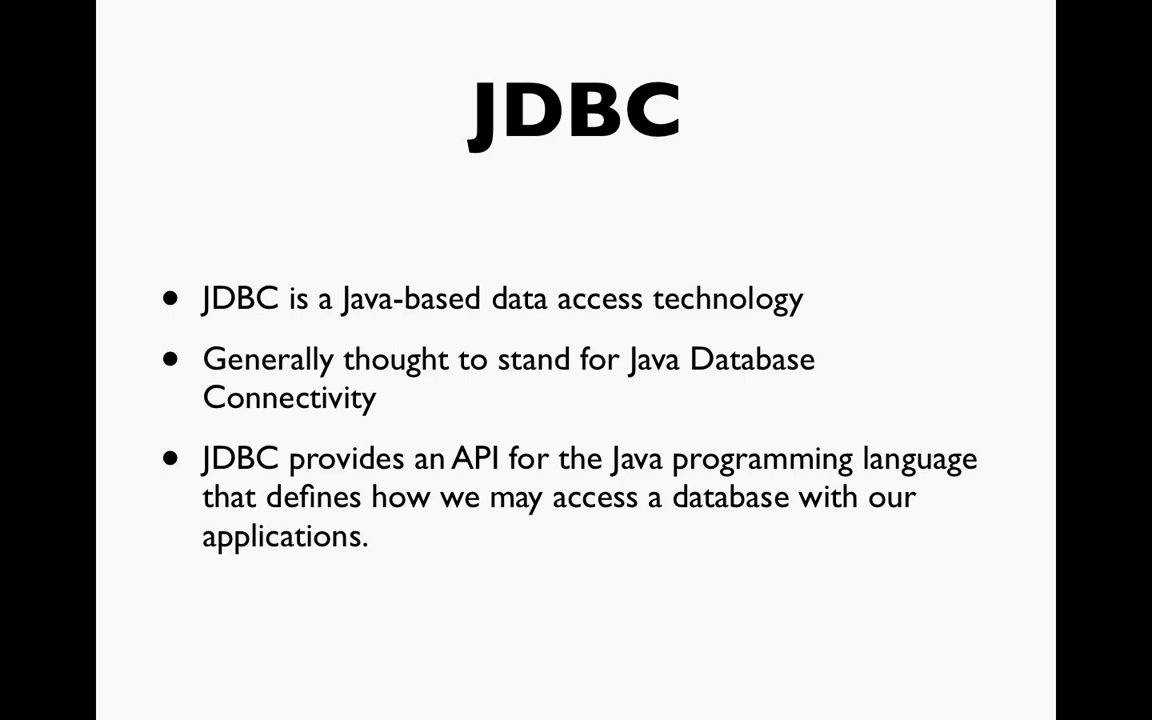 JDBC
• JDBC is a Java-based data access technology
• Generally thought to stand for Java Database
Connectivity
• JDBC provides an API for the Java programming language
that defines how we may access a database with our
applications.